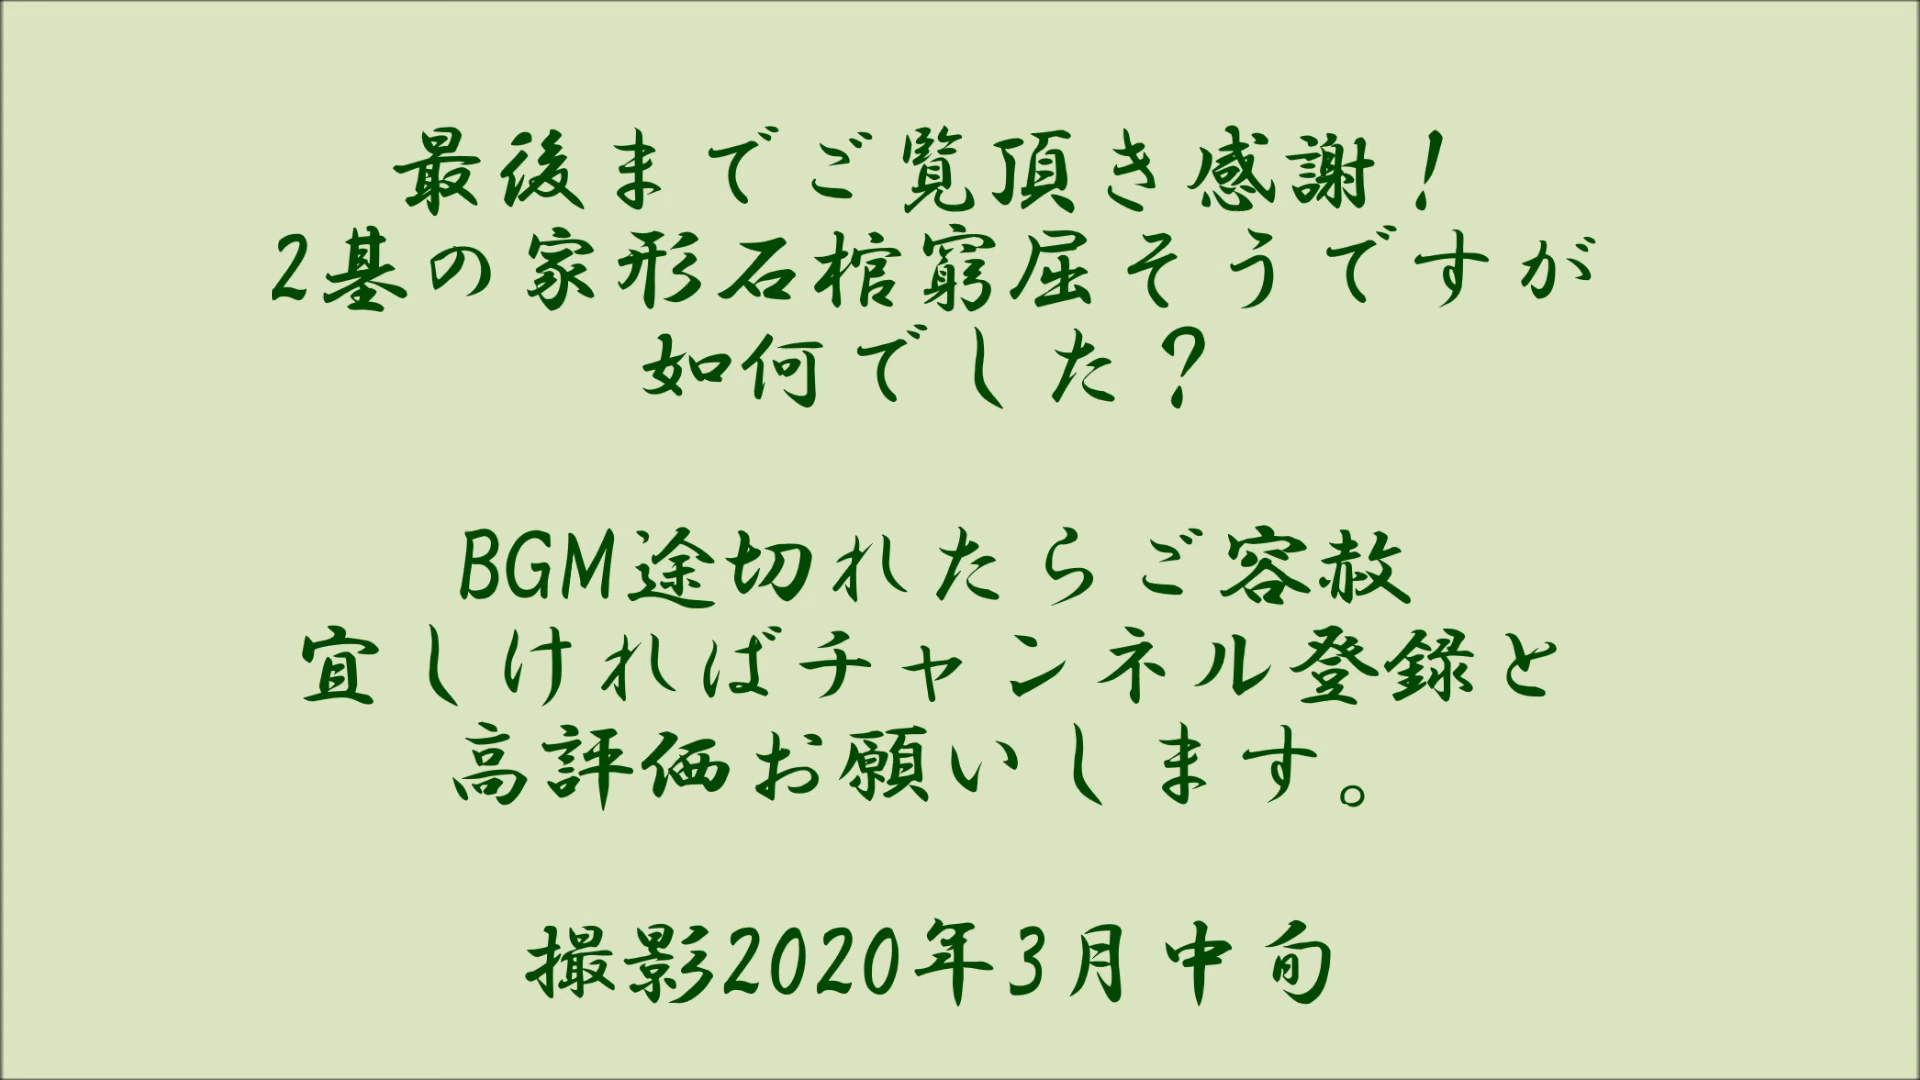 最後までご覧頂き感謝！
2基の家形石棺窮屈そうですが
如何でした？
BGM途切れたらご容赦
宜しければチャンネル登録と
高評価お願いします。
撮影2020年3月中旬